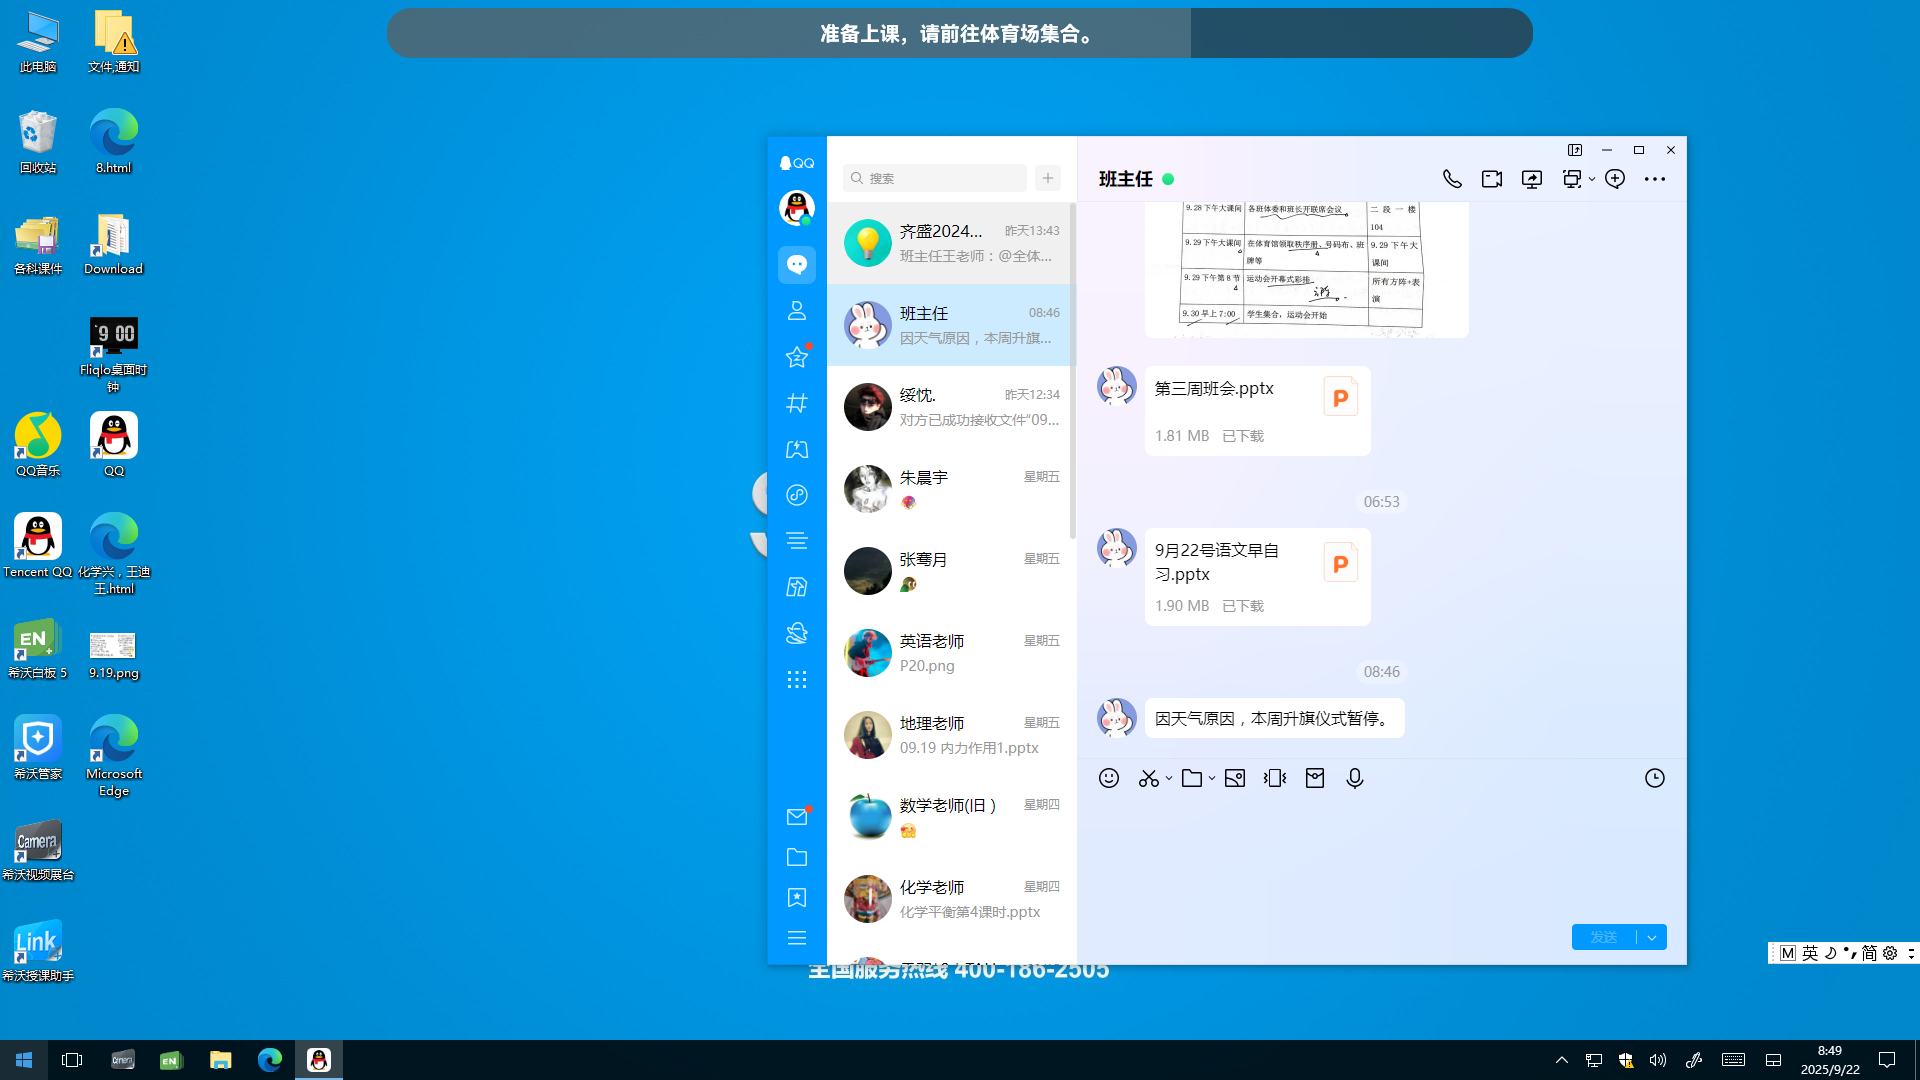 准备上课，请前往体育场集合。
此电脑
文件,通知
回收站
8.html
各科课件
Download
9 00
Fliqlo桌面时
钟
QQ音乐
QQ
Tencent QQ
化学兴，王迪
王.html
EN
希沃白板 5
9.19.png
希沃管家
Microsoft
Edge
Camera
希沃视频展台
Link
希沃授课助手
QQ
搜索
齐盛2024...
昨天13:43
班主任王老师：@全体...
班主任
08:46
因天气原因，本周升旗...
绥忱.
昨天12:34
对方已成功接收文件“09...
朱晨宇
星期五
张骞月
星期五
英语老师
星期五
P20.png
地理老师
星期五
09.19 内力作用1.pptx
数学老师(旧 )
星期四
化学老师
星期四
化学平衡第4课时.pptx
班主任
9.28 下午大课间
各班体委和班长开联席会议
二 段 一 楼
104
9.29 下午大课间
在体育馆领取秩序册、号码布、班
牌等
9.29 下午大
课间
9.29 下午第 8 节
运动会开幕式彩排
所有方阵+表
演
9.30 早上 7:00
学生集合，运动会开始
第三周班会.pptx
P
1.81 MB 已下载
06:53
9月22号语文早自
习.pptx
P
1.90 MB 已下载
08:46
因天气原因，本周升旗仪式暂停。
发送
全国服务热线 400-186-2505
M 英 简
Camera
EN
8:49
2025/9/22